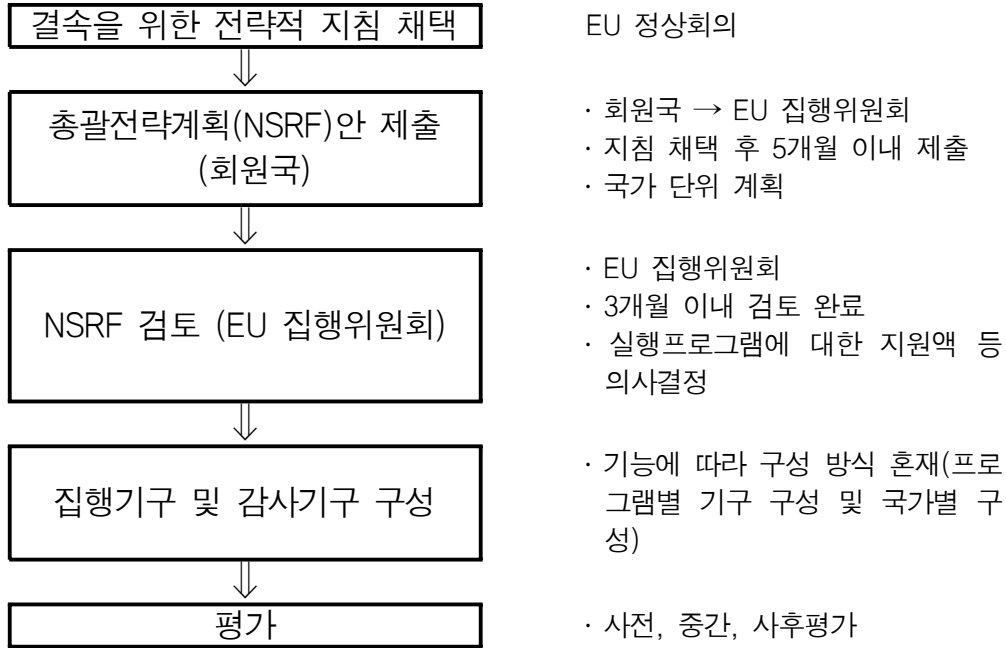 결속을 위한 전략적 지침 채택
EU 정상회의
⇓
총괄전략계획(NSRF)안 제출
(회원국)
· 회원국 → EU 집행위원회
· 지침 채택 후 5개월 이내 제출
· 국가 단위 계획
⇓
NSRF 검토 (EU 집행위원회)
· EU 집행위원회
· 3개월 이내 검토 완료
· 실행프로그램에 대한 지원액 등
의사결정
⇓
집행기구 및 감사기구 구성
· 기능에 따라 구성 방식 혼재(프로
그램별 기구 구성 및 국가별 구
성)
⇓
평가
· 사전, 중간, 사후평가